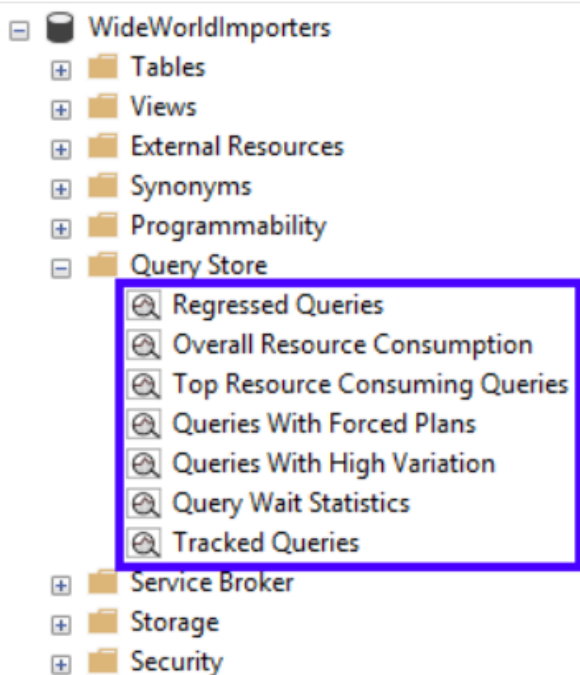 WideWorldImporters
Tables
Views
External Resources
Synonyms
Programmability
Query Store
Regressed Queries
Overall Resource Consumption
Top Resource Consuming Queries
Queries With Forced Plans
Queries With High Variation
Query Wait Statistics
Tracked Queries
Service Broker
Storage
Security